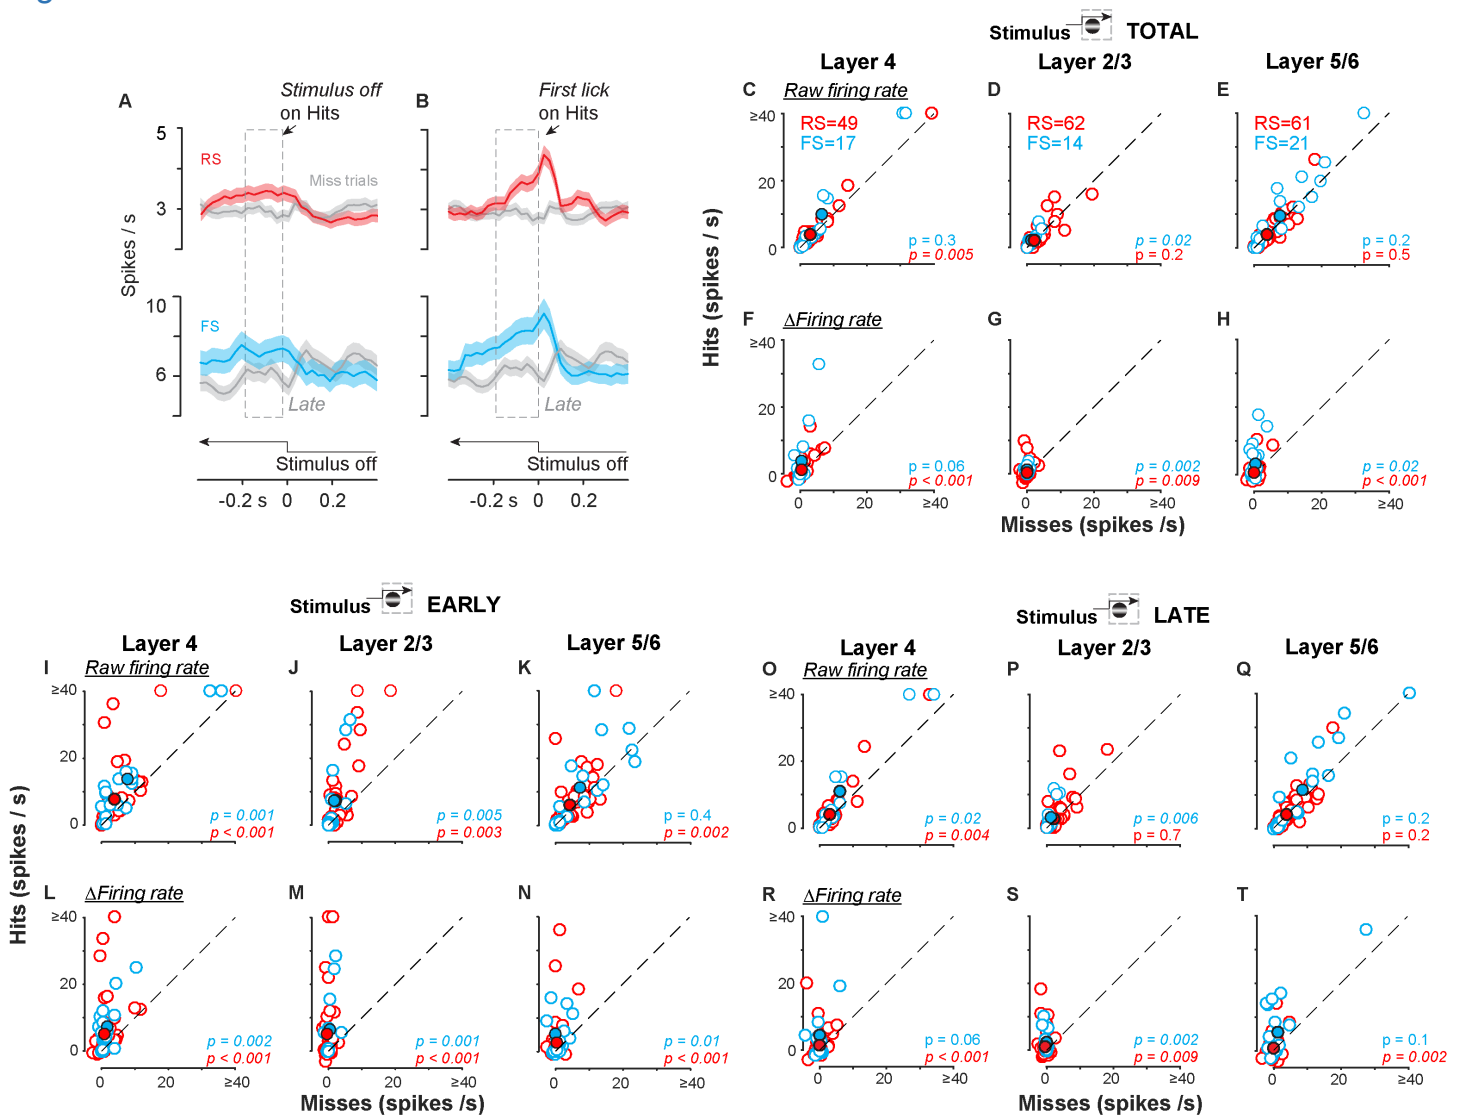 A
B
Stimulus off
on Hits
First lick
on Hits
RS
Miss trials
5
3
Spikes / s
10
6
FS
Late
Late
Stimulus off
Stimulus off
-0.2 s 0 0.2
-0.2 0 0.2
Stimulus TOTAL
Layer 4 Layer 2/3 Layer 5/6
C Raw firing rate D E
≥40
20
0
RS=49
FS=17
RS=62
FS=14
RS=61
FS=21
p = 0.3
p = 0.005
p = 0.02
p = 0.2
p = 0.2
p = 0.5
Hits (spikes / s)
F ΔFiring rate G H
≥40
20
0
p = 0.06
p < 0.001
p = 0.002
p = 0.009
p = 0.02
p < 0.001
0 20 ≥40 0 20 ≥40 0 20 ≥40
Misses (spikes /s)
Stimulus EARLY
Layer 4 Layer 2/3 Layer 5/6
I Raw firing rate J K
≥40
20
0
p = 0.001
p < 0.001
p = 0.005
p = 0.003
p = 0.4
p = 0.002
Hits (spikes / s)
L ΔFiring rate M N
≥40
20
0
p = 0.002
p < 0.001
p = 0.001
p < 0.001
p = 0.01
p < 0.001
0 20 ≥40 0 20 ≥40 0 20 ≥40
Misses (spikes /s)
Stimulus LATE
Layer 4 Layer 2/3 Layer 5/6
O Raw firing rate P Q
≥40
20
0
p = 0.02
p = 0.004
p = 0.006
p = 0.7
p = 0.2
p = 0.2
R ΔFiring rate S T
≥40
20
0
p = 0.06
p < 0.001
p = 0.002
p = 0.009
p = 0.1
p = 0.002
0 20 ≥40 0 20 ≥40 0 20 ≥40
Misses (spikes /s)